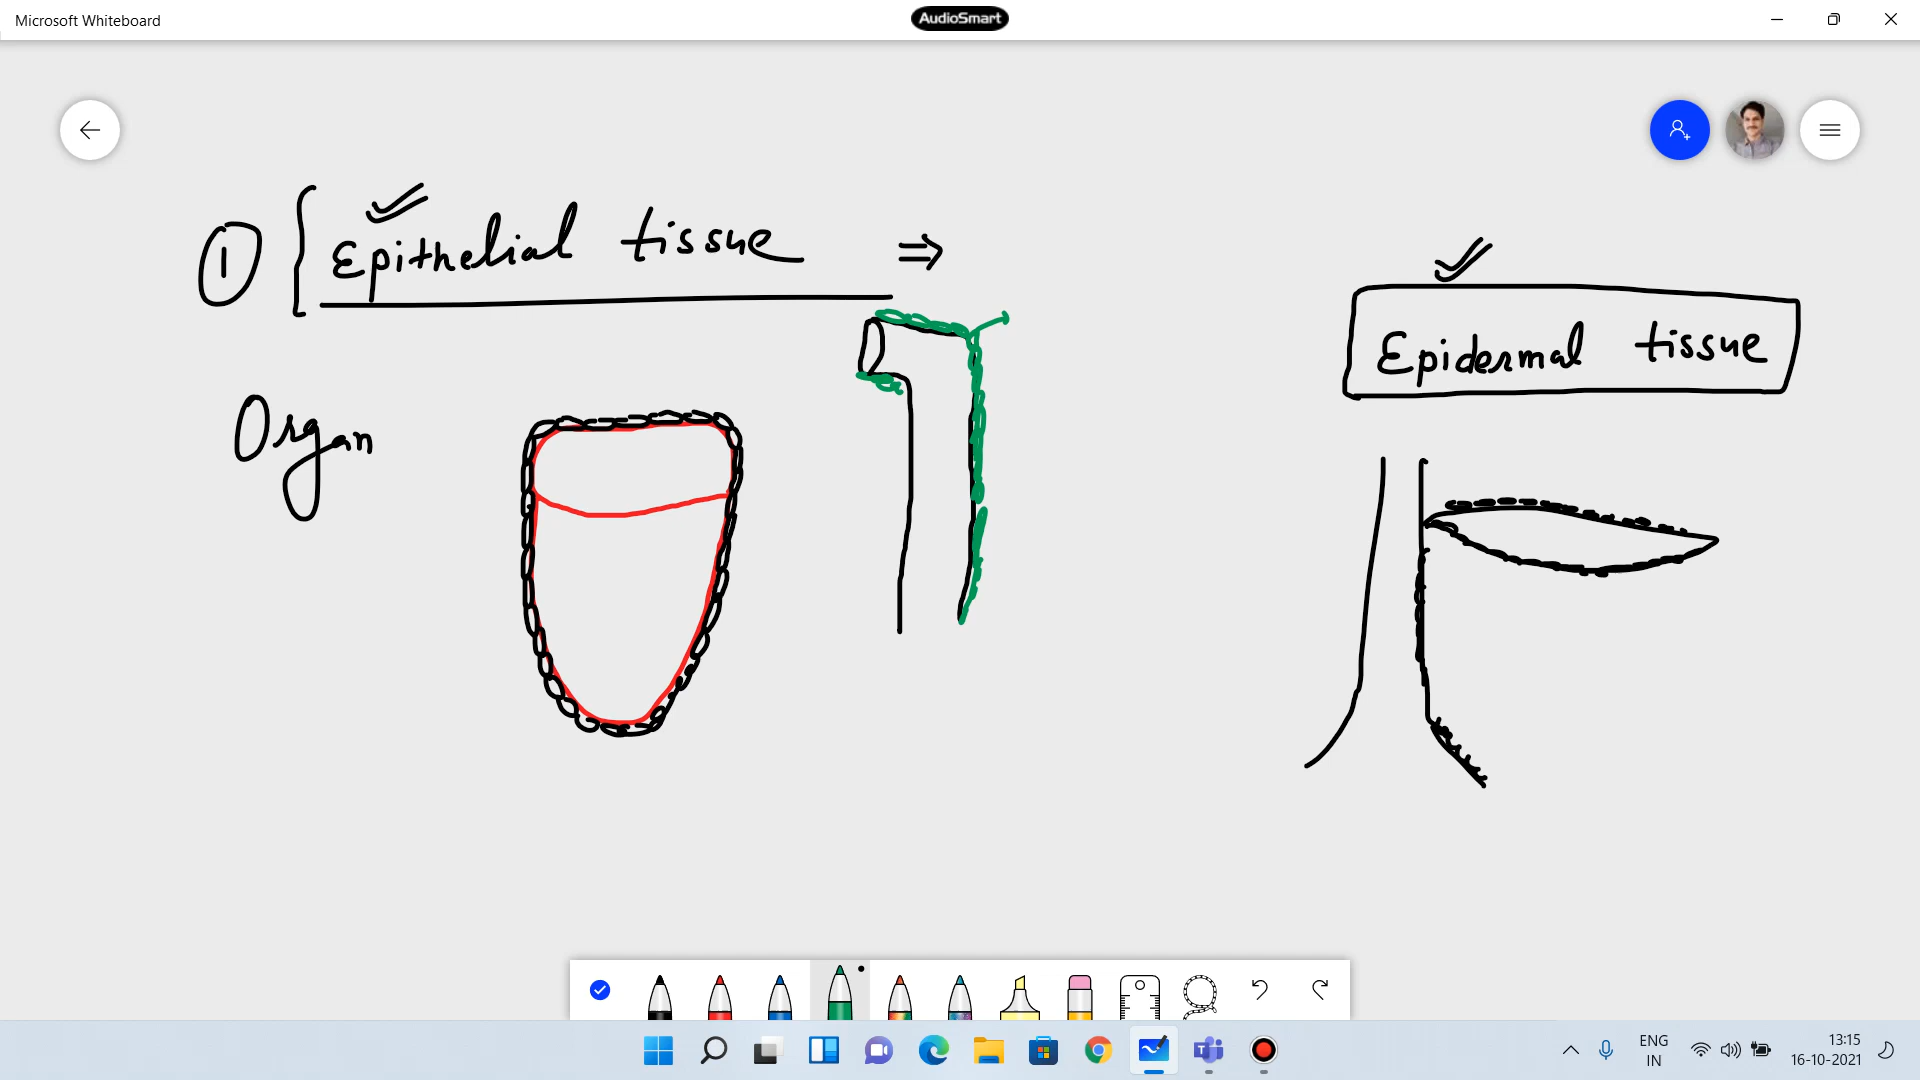 Microsoft Whiteboard
AudioSmart
① Epithelial tissue ⇒
Epidermal tissue
Organ
ENG
IN
13:15
16-10-2021